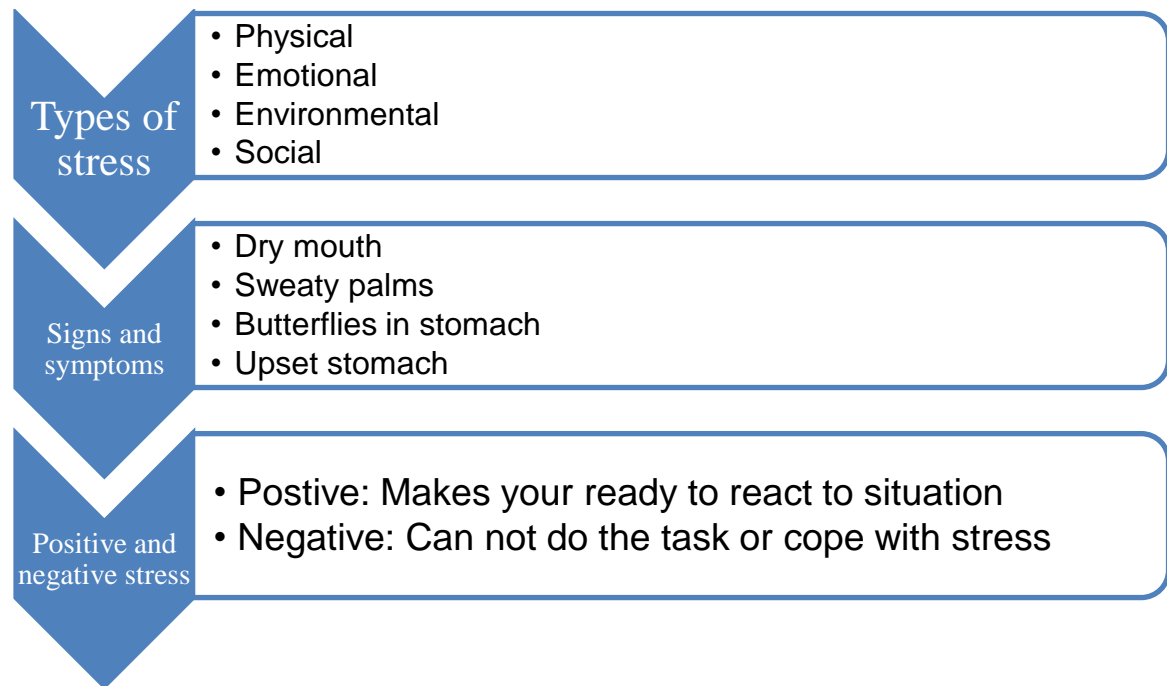 Types of
stress
• Physical
• Emotional
• Environmental
• Social
Signs and
symptoms
• Dry mouth
• Sweaty palms
• Butterflies in stomach
• Upset stomach
Positive and
negative stress
• Postive: Makes your ready to react to situation
• Negative: Can not do the task or cope with stress